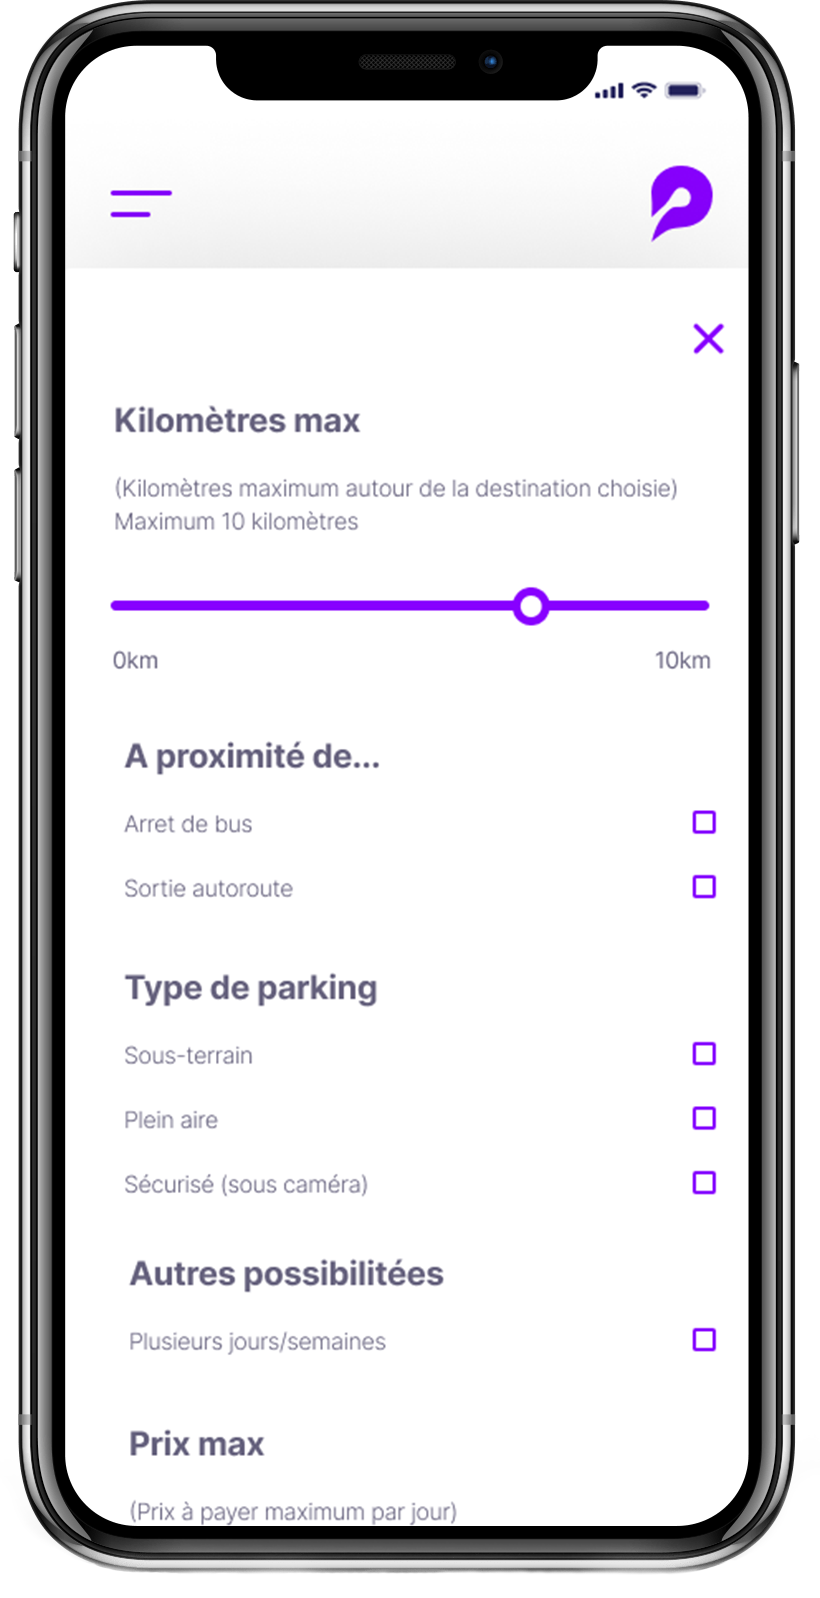 Kilomètres max
(Kilomètres maximum autour de la destination choisie)
Maximum 10 kilomètres
0km 10km
A proximité de...
Arret de bus
Sortie autoroute
Type de parking
Sous-terrain
Plein aire
Sécurisé (sous caméra)
Autres possibilitées
Plusieurs jours/semaines
Prix max
(Prix à payer maximum par jour)